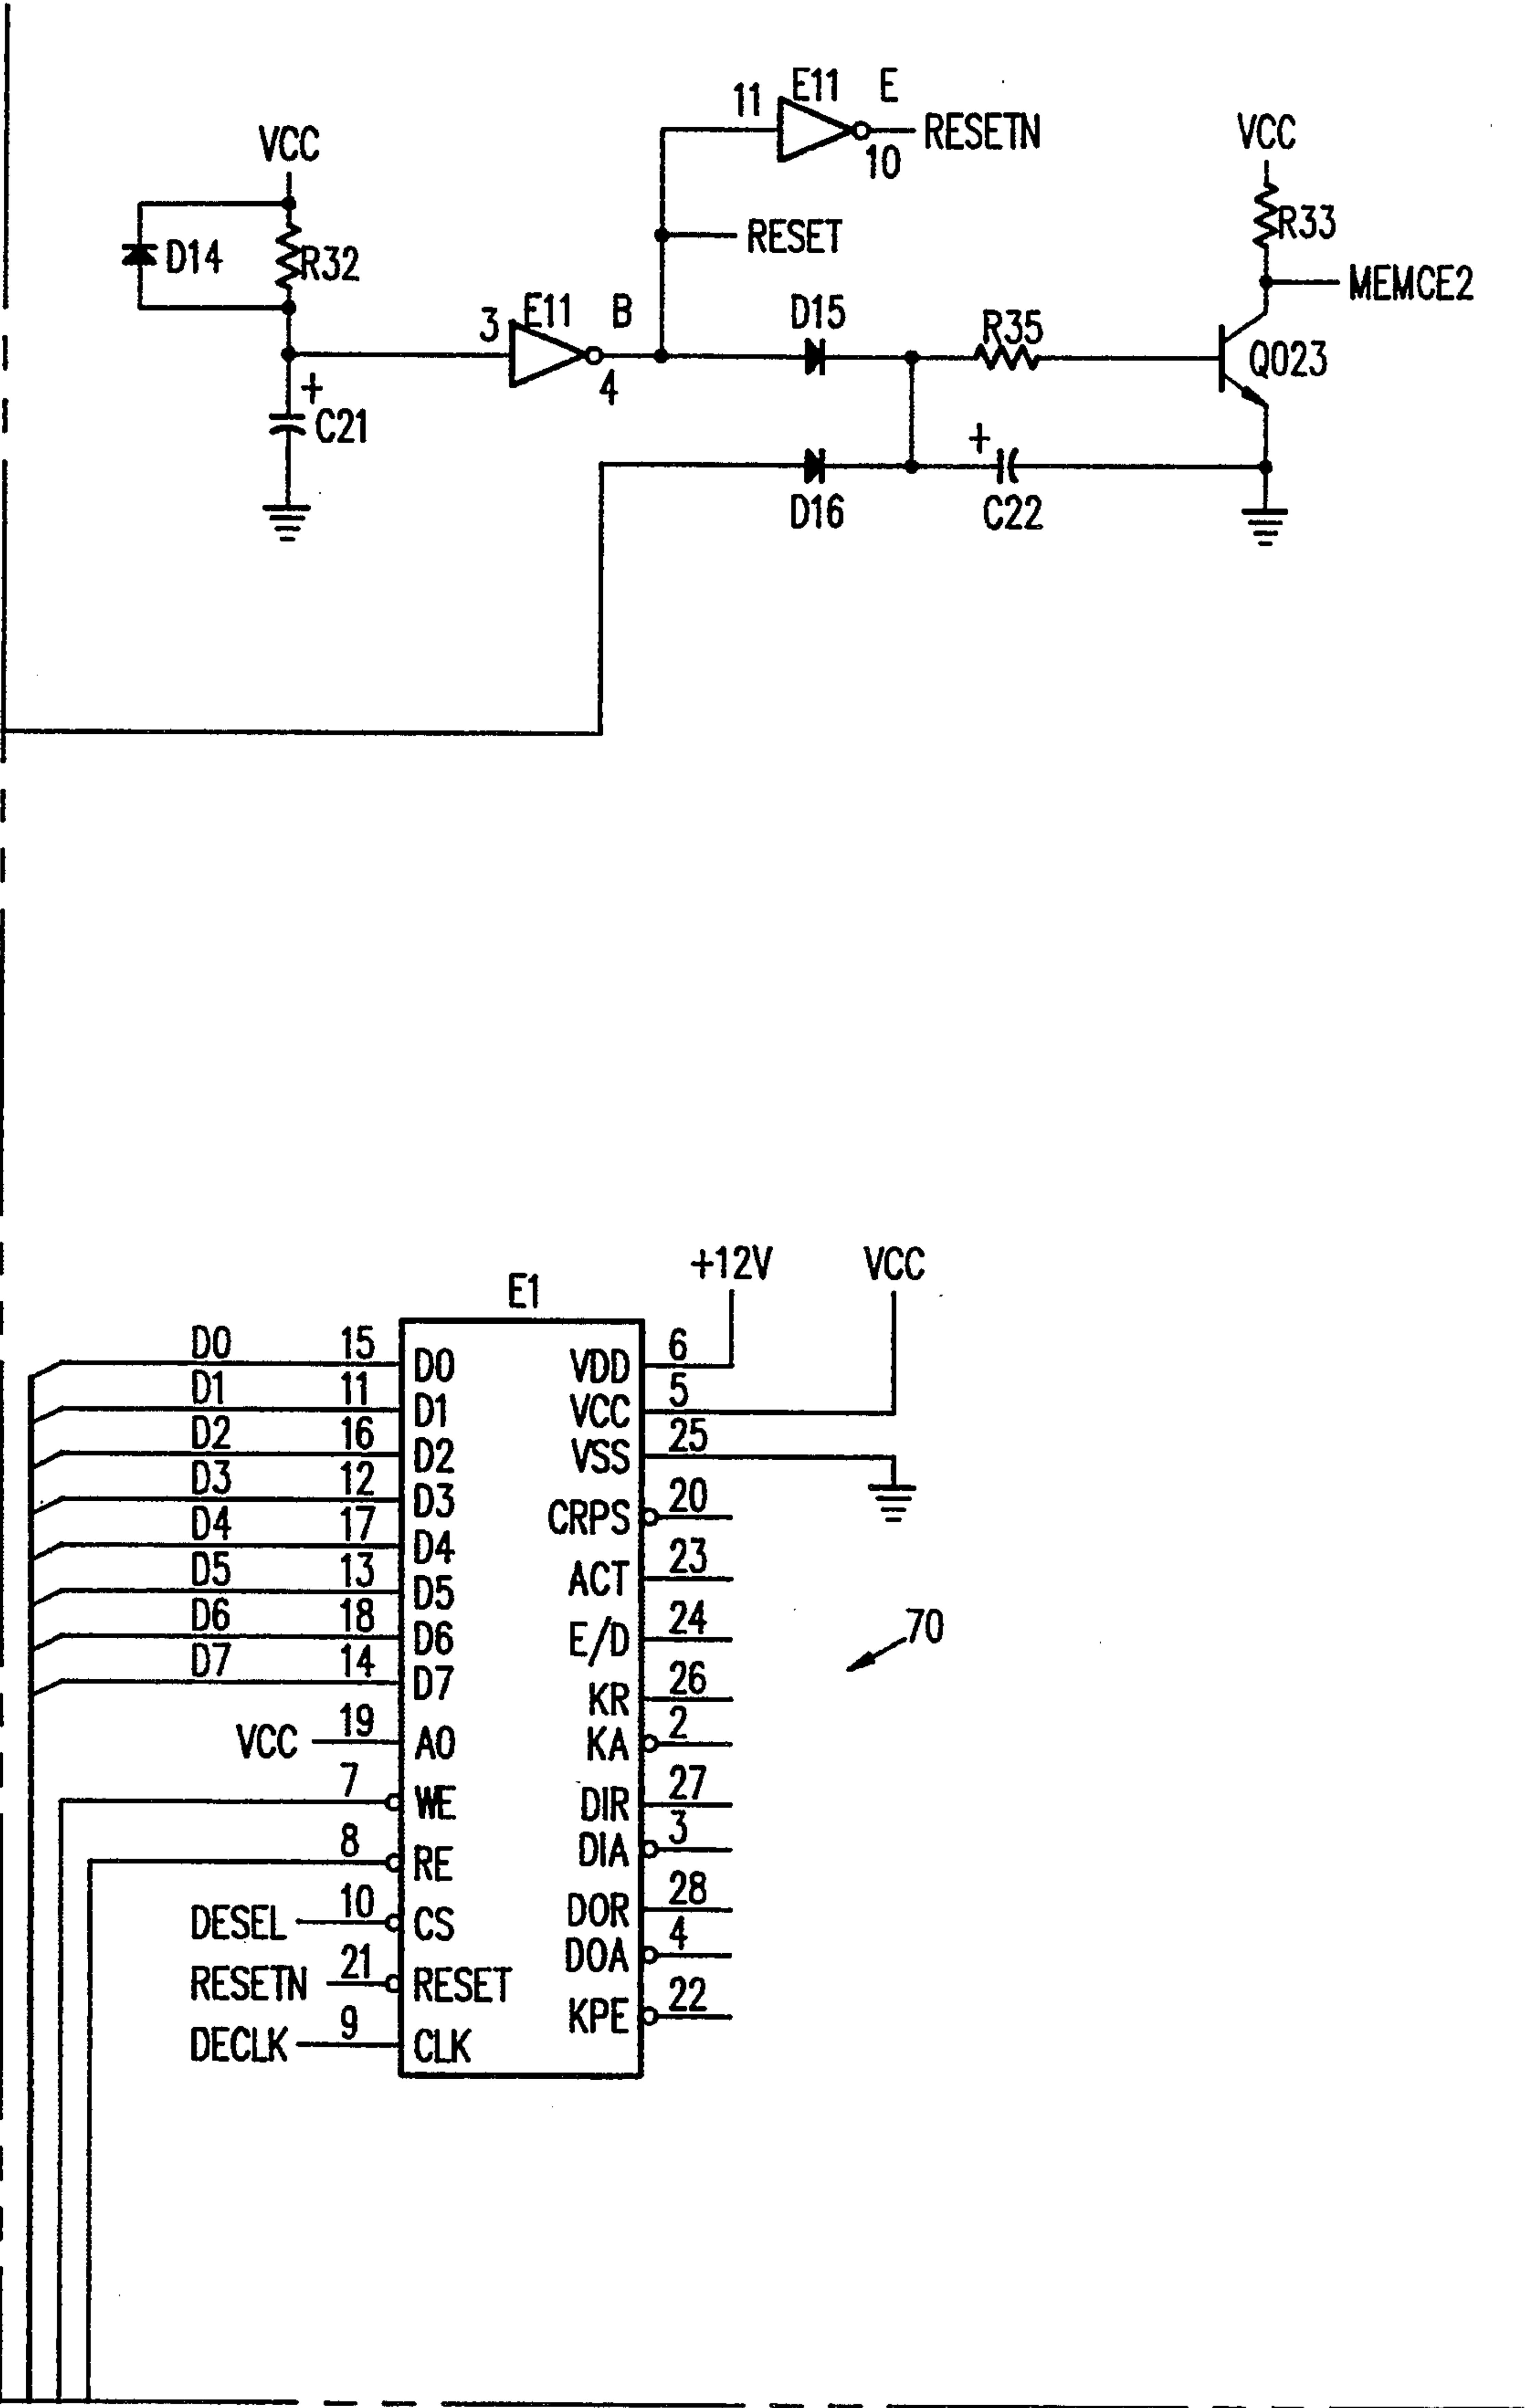 11 E11 E
10 RESETN
VCC
VCC
RESET
R33
D14 R32
MEMCE2
3 E11 B
4
D15
R35
Q023
+
C21
D16
+
C22
E1
+12V VCC
D0 15 D0 VDD 6
D1 11 D1 VCC 5
D2 16 D2 VSS 25
D3 12 D3 CRPS 20
D4 17 D4
D5 13 D5 ACT 23
D6 18 D6 E/D 24
D7 14 D7 KR 26
70
VCC 19 A0 KA 2
7 WE DIR 27
8 RE DIA 3
DESEL 10 CS DOR 28
DOA 4
RESETN 21 RESET KPE 22
DECLK 9 CLK